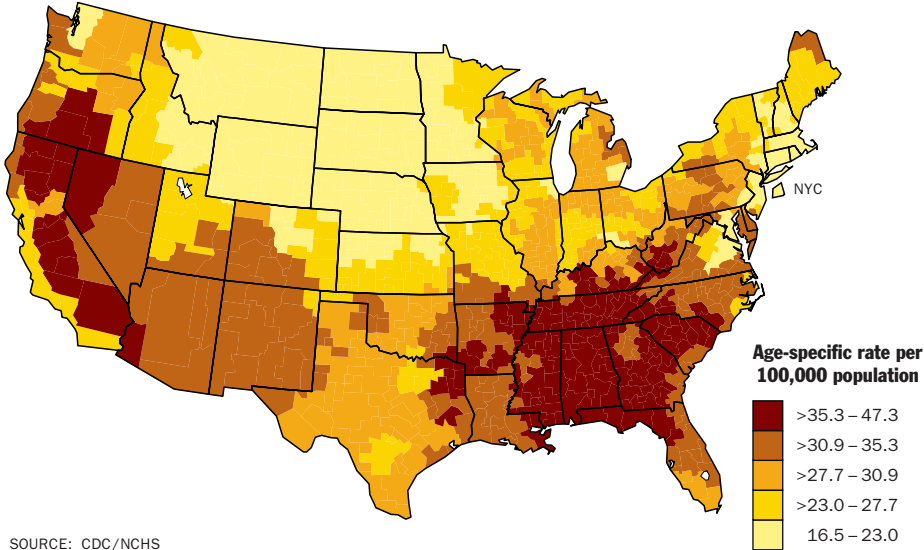 NYC
Age-specific rate per
100,000 population
>35.3 – 47.3
>30.9 – 35.3
>27.7 – 30.9
>23.0 – 27.7
16.5 – 23.0
SOURCE: CDC/NCHS